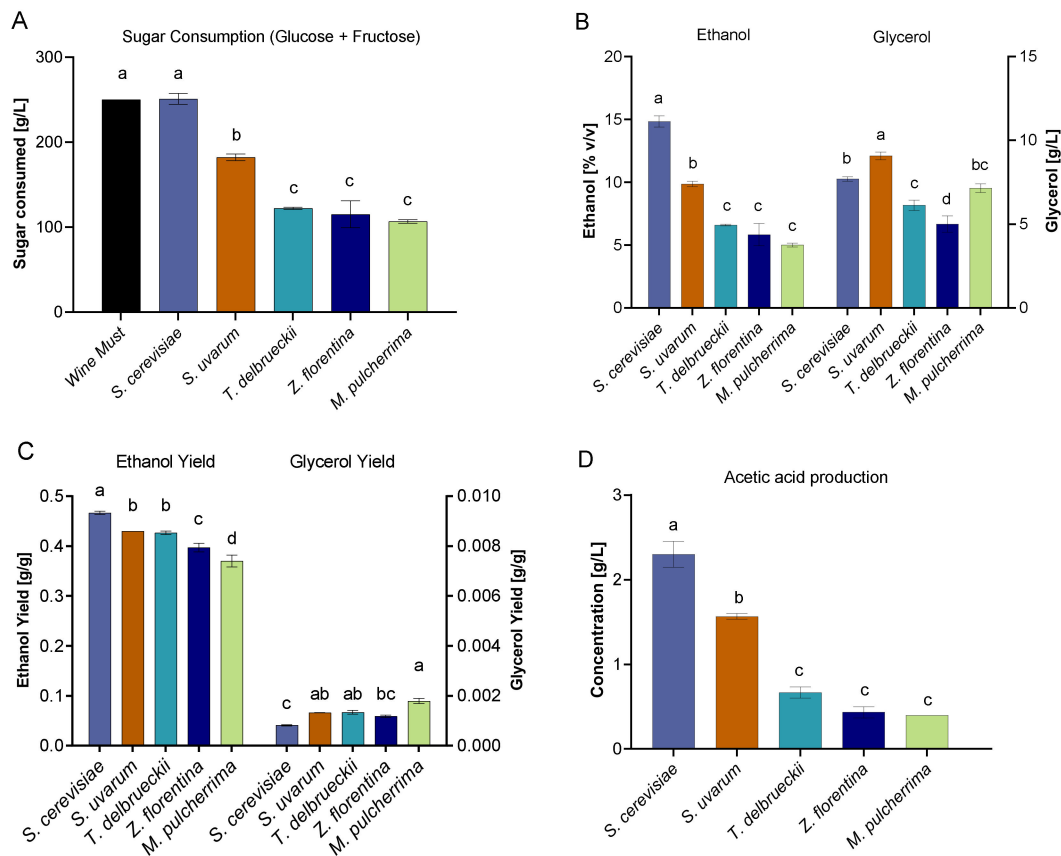 A
Sugar Consumption (Glucose + Fructose)
Sugar consumed [g/L]
300
200
100
0
a
a
b
c
c
c
Wine Must
S. cerevisiae
S. uvarum
T. delbrueckii
Z. florentina
M. pulcherrima
B
Ethanol
Glycerol
Ethanol [% v/v]
20
15
10
5
0
a
b
c
c
c
b
a
c
d
bc
15
10
5
0
Glycerol [g/L]
S. cerevisiae
S. uvarum
T. delbrueckii
Z. florentina
M. pulcherrima
S. cerevisiae
S. uvarum
T. delbrueckii
Z. florentina
M. pulcherrima
C
Ethanol Yield
Glycerol Yield
Ethanol Yield [g/g]
0.5
0.4
0.3
0.2
0.1
0.0
a
b
b
c
d
c
ab
ab
bc
a
0.010
0.008
0.006
0.004
0.002
0.000
Glycerol Yield [g/g]
S. cerevisiae
S. uvarum
T. delbrueckii
Z. florentina
M. pulcherrima
S. cerevisiae
S. uvarum
T. delbrueckii
Z. florentina
M. pulcherrima
D
Acetic acid production
Concentration [g/L]
3
2
1
0
a
b
c
c
c
S. cerevisiae
S. uvarum
T. delbrueckii
Z. florentina
M. pulcherrima